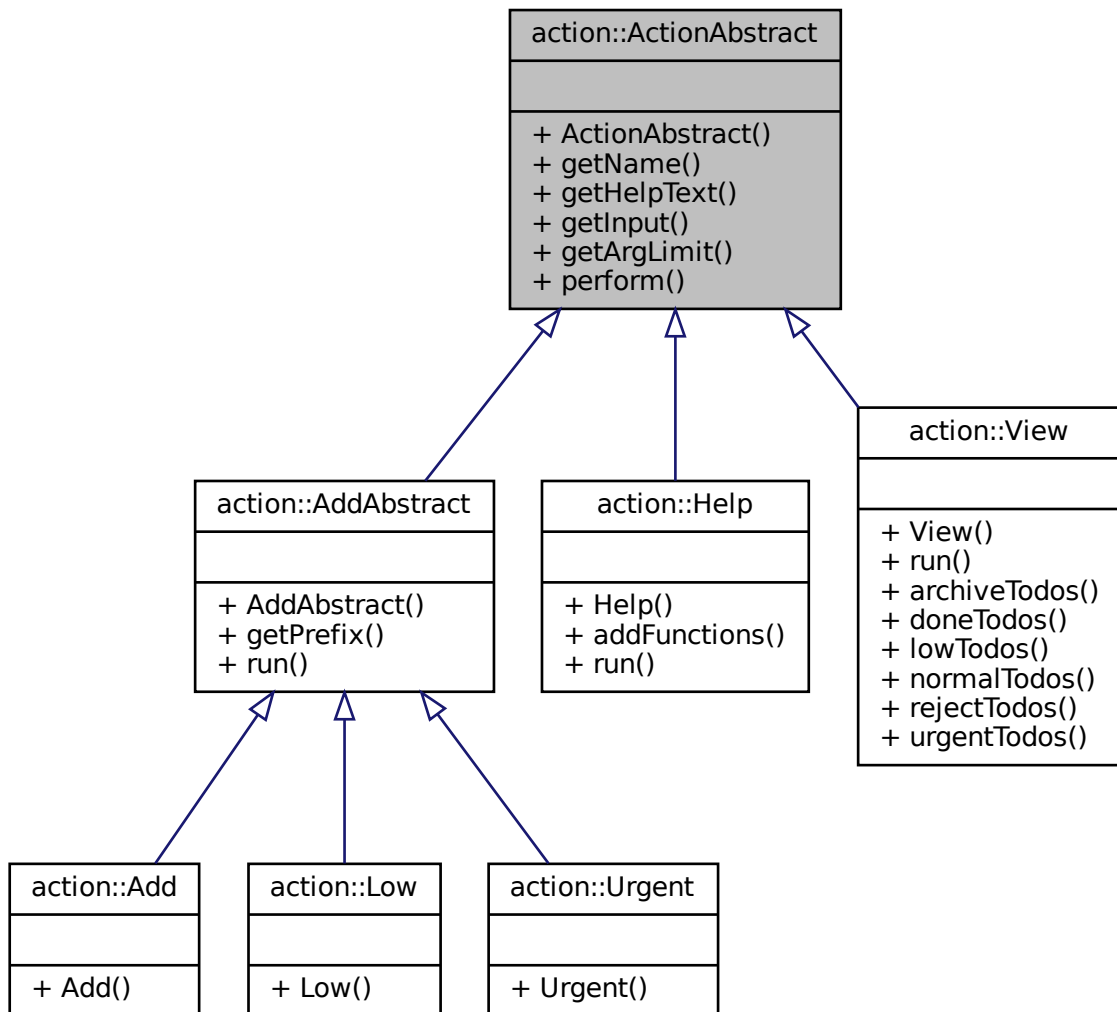 action::ActionAbstract
+ ActionAbstract()
+ getName()
+ getHelpText()
+ getInput()
+ getArgLimit()
+ perform()
action::AddAbstract
+ AddAbstract()
+ getPrefix()
+ run()
action::Help
+ Help()
+ addFunctions()
+ run()
action::View
+ View()
+ run()
+ archiveTodos()
+ doneTodos()
+ lowTodos()
+ normalTodos()
+ rejectTodos()
+ urgentTodos()
action::Add
+ Add()
action::Low
+ Low()
action::Urgent
+ Urgent()